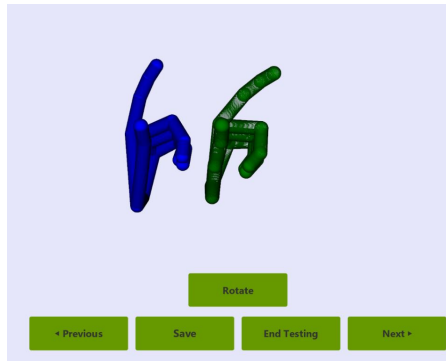 Rotate
◂ Previous
Save
End Testing
Next ▸